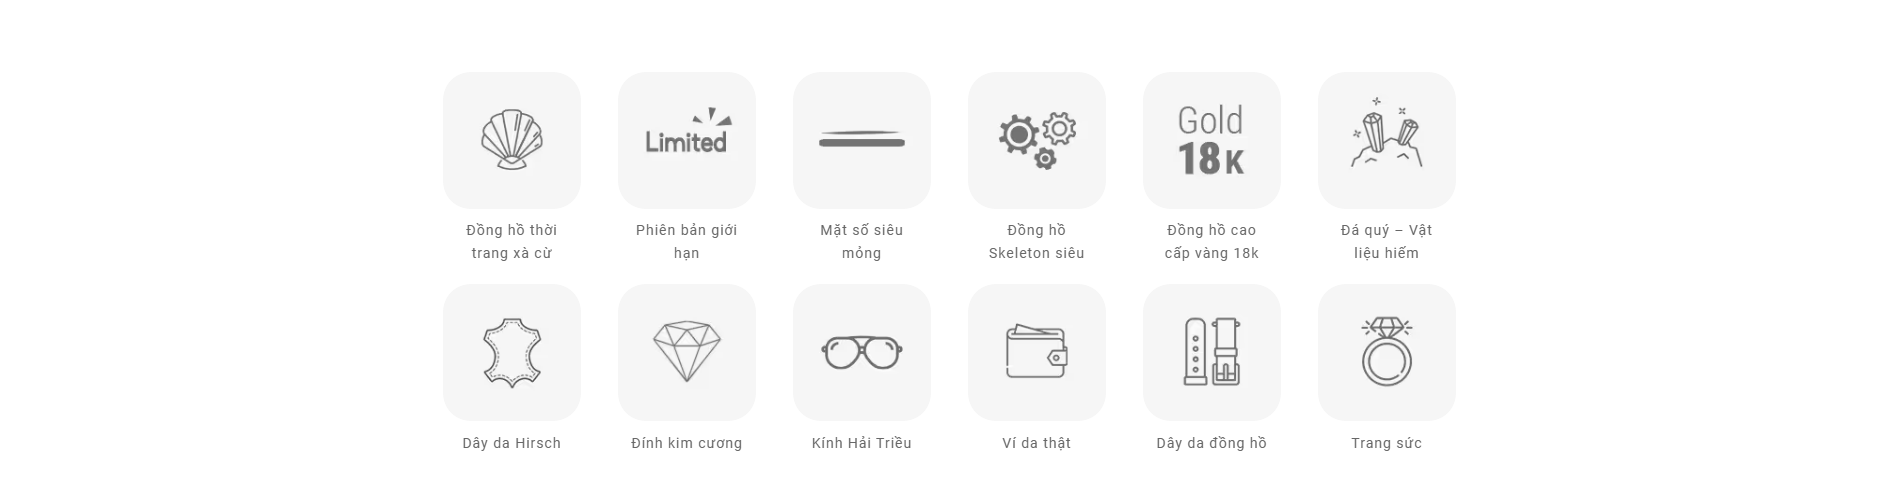 Limited
Gold
18K
Đồng hồ thời
trang xà cừ
Phiên bản giới
hạn
Mặt số siêu
mỏng
Đồng hồ
Skeleton siêu
Đồng hồ cao
cấp vàng 18k
Đá quý – Vật
liệu hiếm
Dây da Hirsch
Đính kim cương
Kính Hải Triều
Ví da thật
Dây da đồng hồ
Trang sức